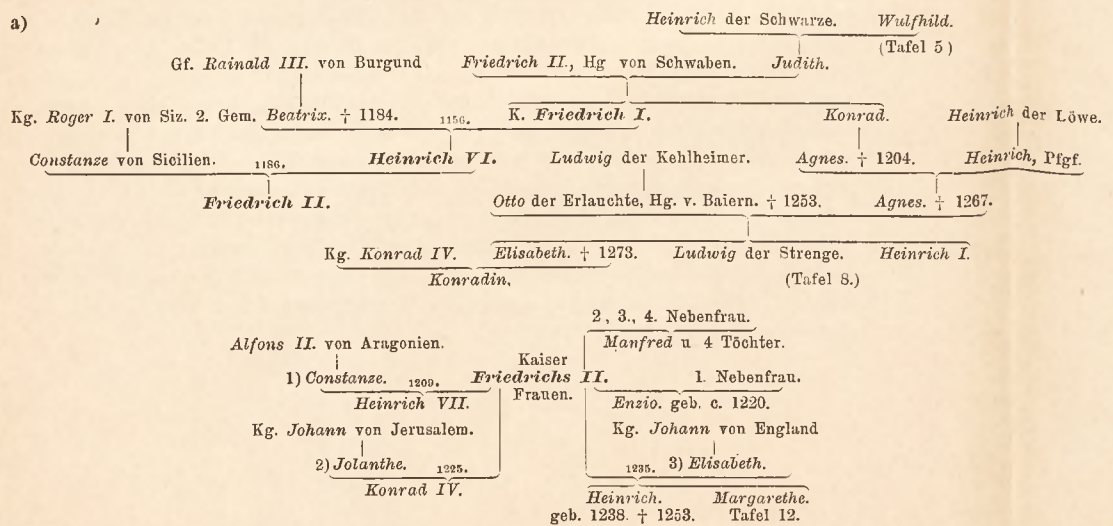 a)
Heinrich der Schwarze. Wulfhild.
(Tafel 5)
Gf. Rainald III. von Burgund Friedrich II., Hg von Schwaben. Judith.
Kg. Roger I. von Siz. 2. Gem. Beatrix. † 1184. 1156. K. Friedrich I. Konrad. Heinrich der Löwe.
Constanze von Sicilien. 1186. Heinrich VI. Ludwig der Kehlheimer. Agnes. † 1204. Heinrich, Pfgf.
Friedrich II. Otto der Erlauchte, Hg. v. Baiern. † 1253. Agnes. † 1267.
Kg. Konrad IV. Elisabeth. † 1273. Ludwig der Strenge. Heinrich I.
Konradin, (Tafel 8.)
2, 3., 4. Nebenfrau.
Alfons II. von Aragonien. Manfred u 4 Töchter.
Kaiser
1) Constanze. 1209. Friedrichs II. 1. Nebenfrau.
Frauen.
Heinrich VII. Enzio. geb. c. 1220.
Kg. Johann von Jerusalem. Kg. Johann von England
2) Jolanthe. 1225. 1235. 3) Elisabeth.
Konrad IV. Heinrich. Margarethe.
geb. 1238. † 1253. Tafel 12.